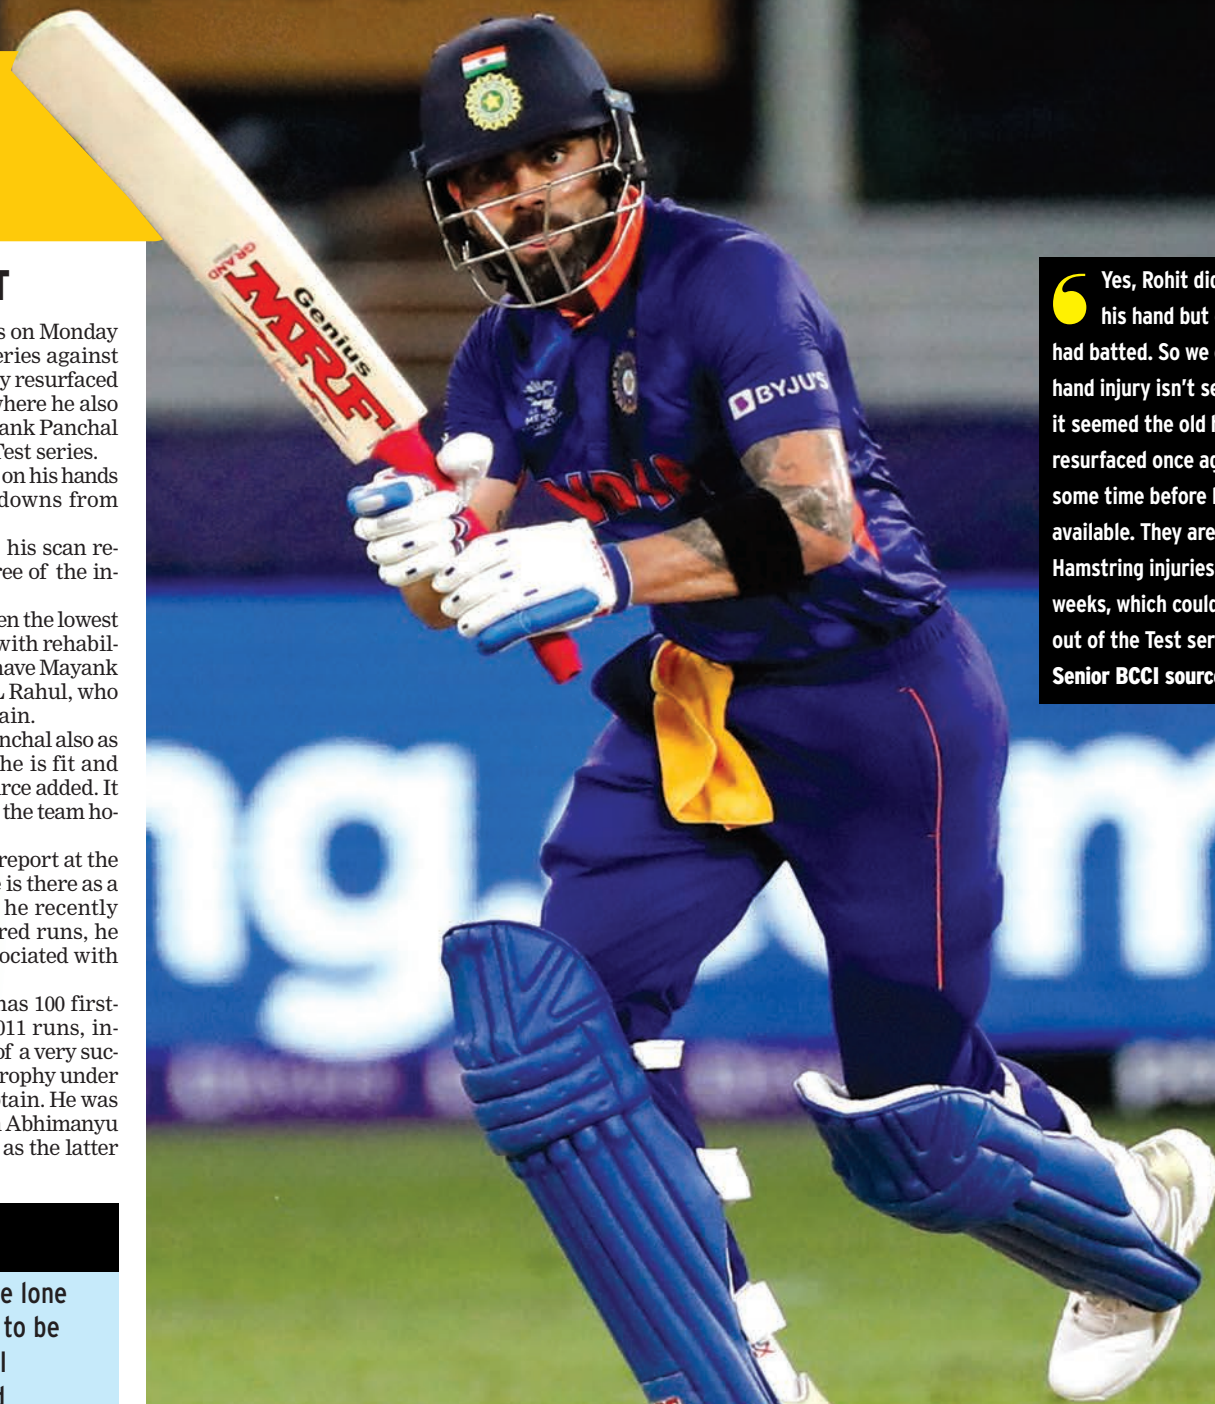 T
s on Monday
eries against
y resurfaced
where he also
ank Panchal
Test series.
on his hands
downs from
his scan re-
ree of the in-
en the lowest
with rehabil-
have Mayank
L Rahul, who
ain.
nchal also as
he is fit and
urce added. It
the team ho-
report at the
e is there as a
he recently
red runs, he
sociated with
has 100 first-
011 runs, in-
of a very suc-
rophy under
ptain. He was
n Abhimanyu
as the latter
e lone
to be
l
d
GRAND
MRF
Genius
BYJU'S
INDIA
ng.com
Yes, Rohit did
his hand but
had batted. So we
hand injury isn't se
it seemed the old h
resurfaced once ag
some time before h
available. They are
Hamstring injuries
weeks, which could
out of the Test ser
Senior BCCI source